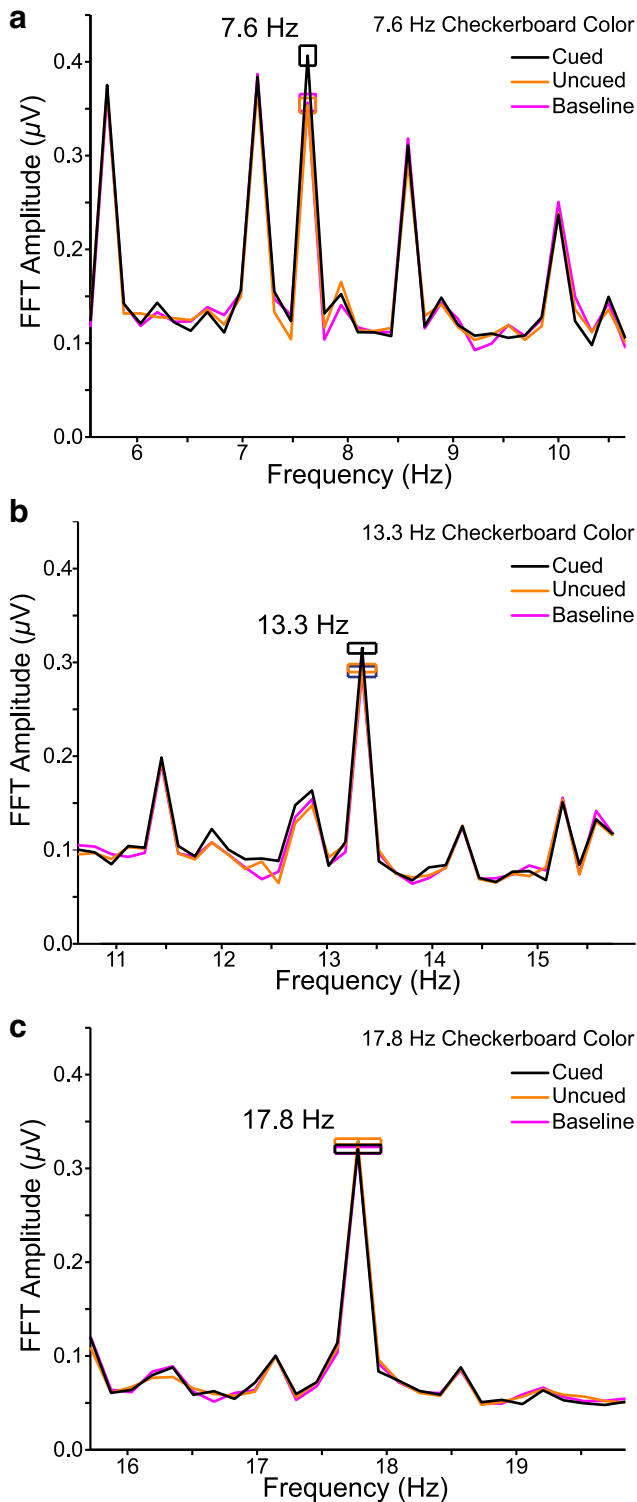 a
7.6 Hz
7.6 Hz Checkerboard Color
Cued
Uncued
Baseline
FFT Amplitude (µV)
0.4
0.3
0.2
0.1
0.0
6 7 8 9 10
Frequency (Hz)
b
13.3 Hz Checkerboard Color
Cued
Uncued
Baseline
13.3 Hz
FFT Amplitude (µV)
0.4
0.3
0.2
0.1
0.0
11 12 13 14 15
Frequency (Hz)
c
17.8 Hz Checkerboard Color
Cued
Uncued
Baseline
17.8 Hz
FFT Amplitude (µV)
0.4
0.3
0.2
0.1
0.0
16 17 18 19
Frequency (Hz)